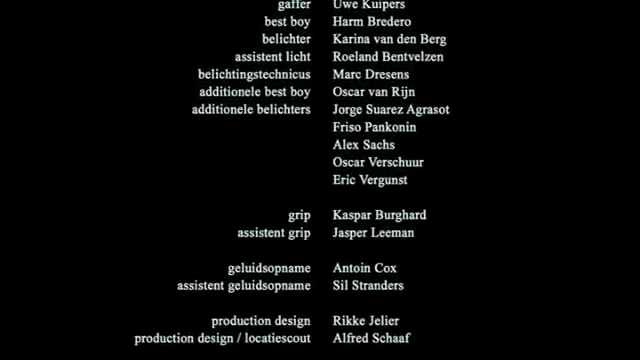 gaffer Uwe Kuipers
best boy Harm Bredero
belichter Karina van den Berg
assistent licht Roeland Bentvelzen
belichtingstechnicus Marc Dresens
additionele best boy Oscar van Rijn
additionele belichters Jorge Suarez Agrasot
Friso Pankonin
Alex Sachs
Oscar Verschuur
Eric Vergunst
grip Kaspar Burghard
assistent grip Jasper Leeman
geluidsopname Antoin Cox
assistent geluidsopname Sil Stranders
production design Rikke Jelier
production design / locatiescout Alfred Schaaf